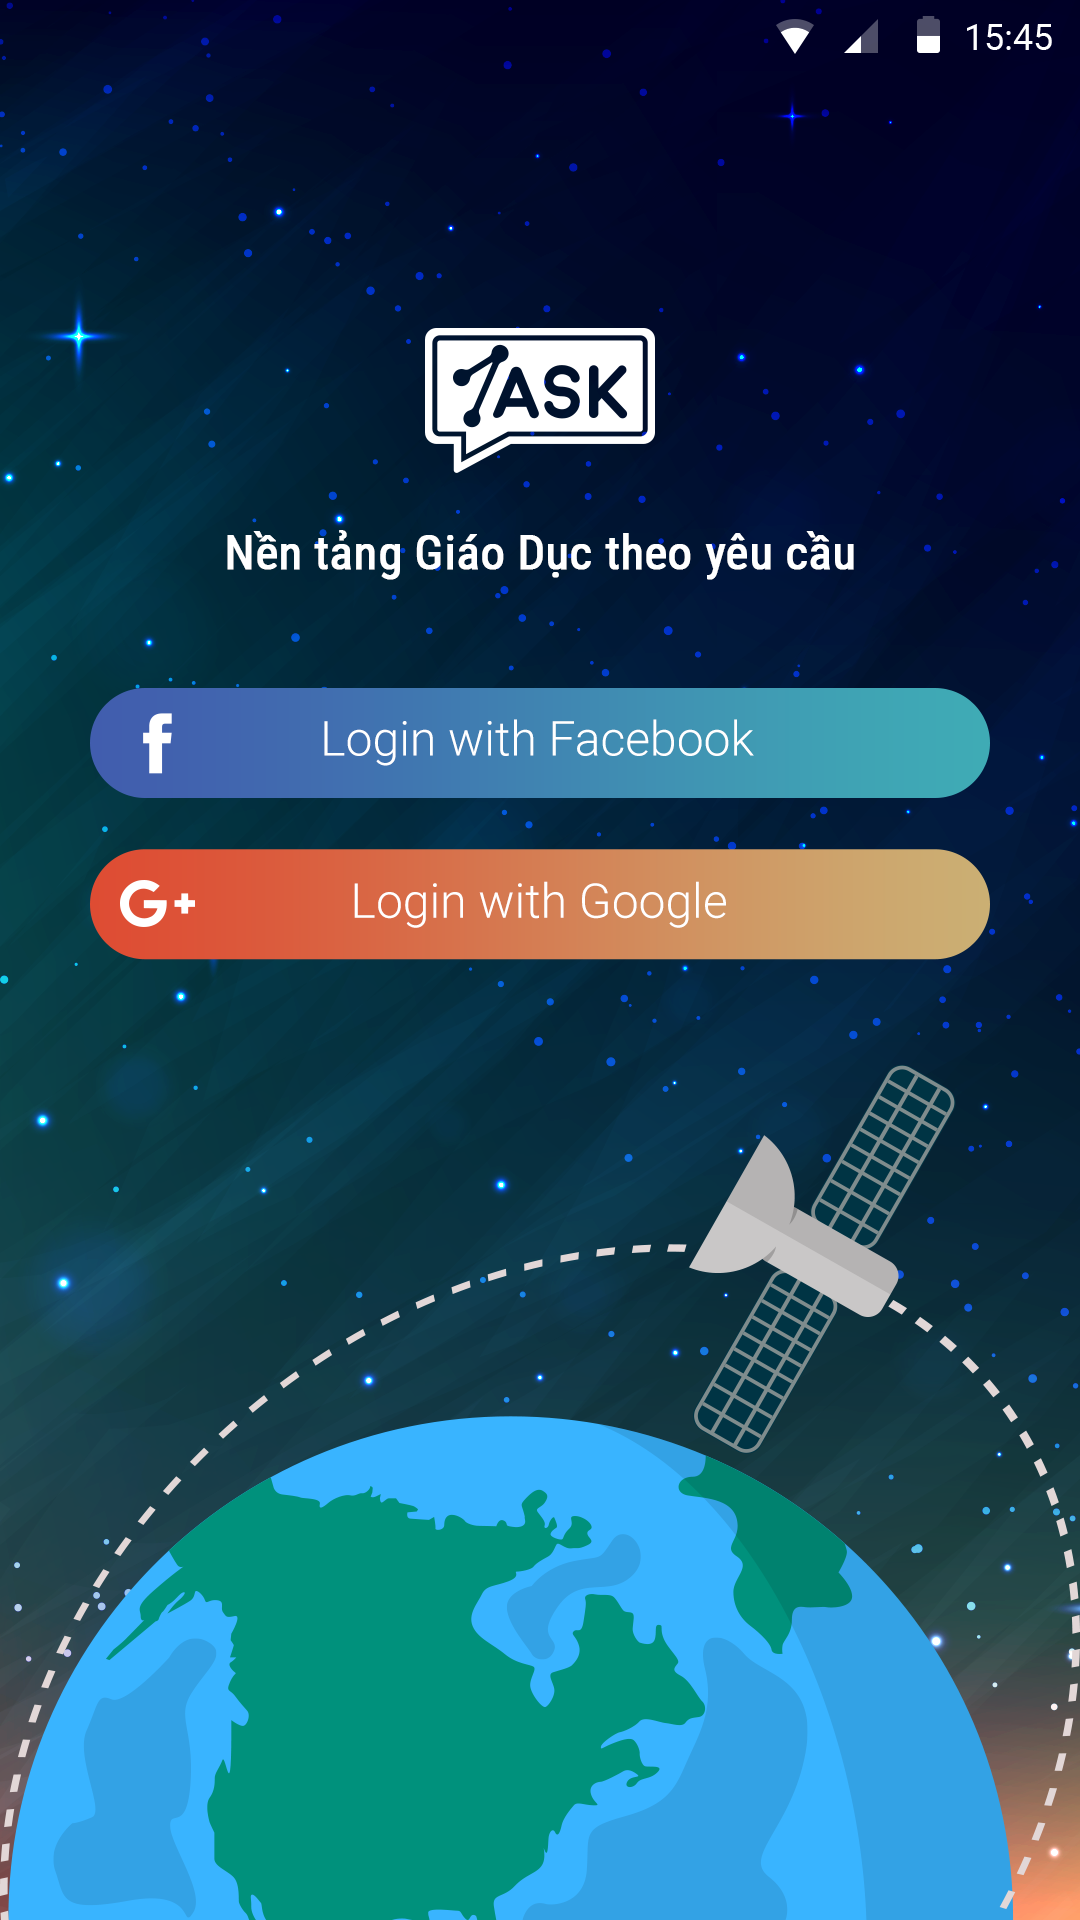 15:45
ASK
Nền tảng Giáo Dục theo yêu cầu
Login with Facebook
G+ Login with Google